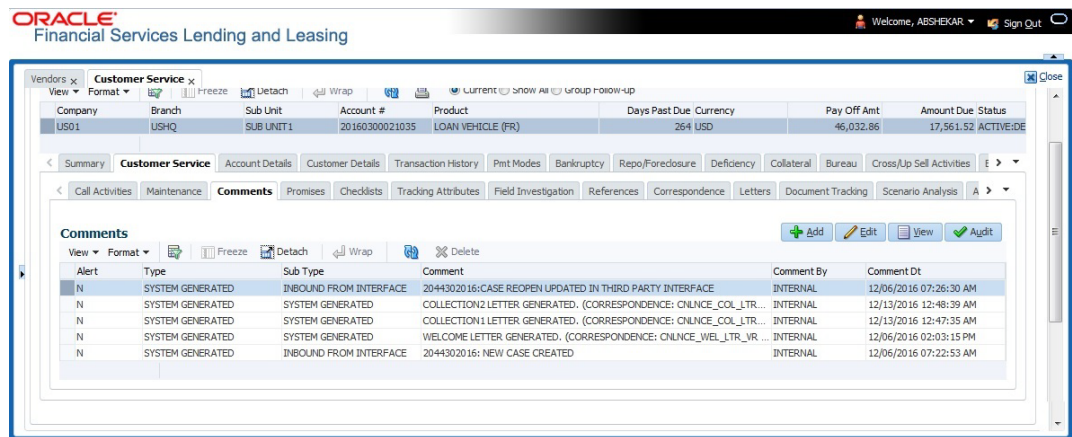 ORACLE
Financial Services Lending and Leasing
Welcome, ABSHEKAR
Sign Out
Vendors x
Customer Service x
Close
View Format Freeze Detach Wrap Current Show All Group Follow-up
Company Branch Sub Unit Account # Product Days Past Due Currency Pay Off Amt Amount Due Status
US01 USHQ SUB UNIT1 20160300021035 LOAN VEHICLE (FR) 264 USD 46,032.86 17,561.52 ACTIVE:DE
Summary Customer Service Account Details Customer Details Transaction History Pmt Modes Bankruptcy Repo/Foreclosure Deficiency Collateral Bureau Cross/Up Sell Activities
Call Activities Maintenance Comments Promises Checklists Tracking Attributes Field Investigation References Correspondence Letters Document Tracking Scenario Analysis A
Comments
Add Edit View Audit
View Format Freeze Detach Wrap Delete
Alert Type Sub Type Comment Comment By Comment Dt
N SYSTEM GENERATED INBOUND FROM INTERFACE 2044302016:CASE REOPEN UPDATED IN THIRD PARTY INTERFACE INTERNAL 12/06/2016 07:26:30 AM
N SYSTEM GENERATED SYSTEM GENERATED COLLECTION2 LETTER GENERATED. (CORRESPONDENCE: CNLNCE_COL_LTR... INTERNAL 12/13/2016 12:48:39 AM
N SYSTEM GENERATED SYSTEM GENERATED COLLECTION1 LETTER GENERATED. (CORRESPONDENCE: CNLNCE_COL_LTR... INTERNAL 12/13/2016 12:47:35 AM
N SYSTEM GENERATED SYSTEM GENERATED WELCOME LETTER GENERATED. (CORRESPONDENCE: CNLNCE_WEL_LTR_VR ... INTERNAL 12/06/2016 02:03:15 PM
N SYSTEM GENERATED INBOUND FROM INTERFACE 2044302016: NEW CASE CREATED INTERNAL 12/06/2016 07:22:53 AM